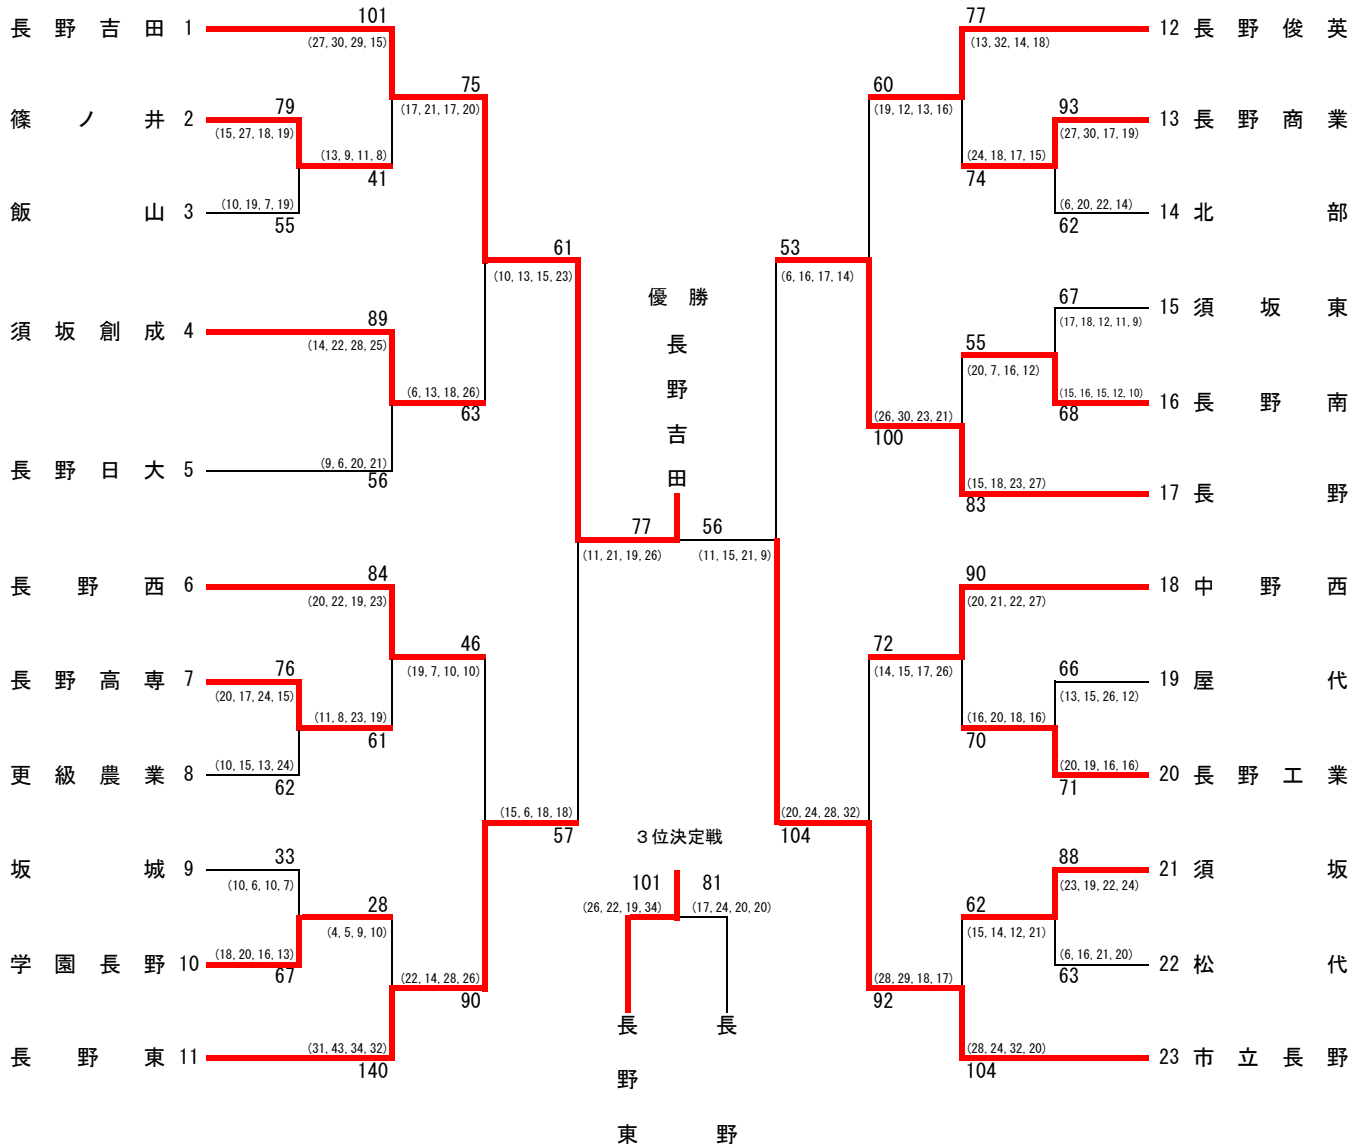 長野吉田 1
101
(27, 30, 29, 15)
75
(17, 21, 17, 20)
篠ノ井 2
79
(15, 27, 18, 19)
(13, 9, 11, 8)
41
飯山 3
(10, 19, 7, 19)
55
61
(10, 13, 15, 23)
須坂創成 4
89
(14, 22, 28, 25)
(6, 13, 18, 26)
63
長野日大 5
(9, 6, 20, 21)
56
77
(11, 21, 19, 26)
長野西 6
84
(20, 22, 19, 23)
46
(19, 7, 10, 10)
長野高専 7
76
(20, 17, 24, 15)
(11, 8, 23, 19)
61
更級農業 8
(10, 15, 13, 24)
62
(15, 6, 18, 18)
57
坂城 9
33
(10, 6, 10, 7)
28
(4, 5, 9, 10)
学園長野 10
(18, 20, 16, 13)
67
(22, 14, 28, 26)
90
長野東 11
(31, 43, 34, 32)
140
優勝
長野吉田
56
(11, 15, 21, 9)
3位決定戦
101
(26, 22, 19, 34)
81
(17, 24, 20, 20)
長野東
長野
77
(13, 32, 14, 18)
12 長野俊英
60
(19, 12, 13, 16)
93
(27, 30, 17, 19)
13 長野商業
(24, 18, 17, 15)
74
(6, 20, 22, 14)
62
14 北部
53
(6, 16, 17, 14)
67
(17, 18, 12, 11, 9)
15 須坂東
55
(20, 7, 16, 12)
(15, 16, 15, 12, 10)
68
16 長野南
(26, 30, 23, 21)
100
(15, 18, 23, 27)
83
17 長野
90
(20, 21, 22, 27)
18 中野西
72
(14, 15, 17, 26)
66
(13, 15, 26, 12)
19 屋代
(16, 20, 18, 16)
70
(20, 19, 16, 16)
71
20 長野工業
(20, 24, 28, 32)
104
88
(23, 19, 22, 24)
21 須坂
62
(15, 14, 12, 21)
(6, 16, 21, 20)
63
22 松代
(28, 29, 18, 17)
92
(28, 24, 32, 20)
104
23 市立長野